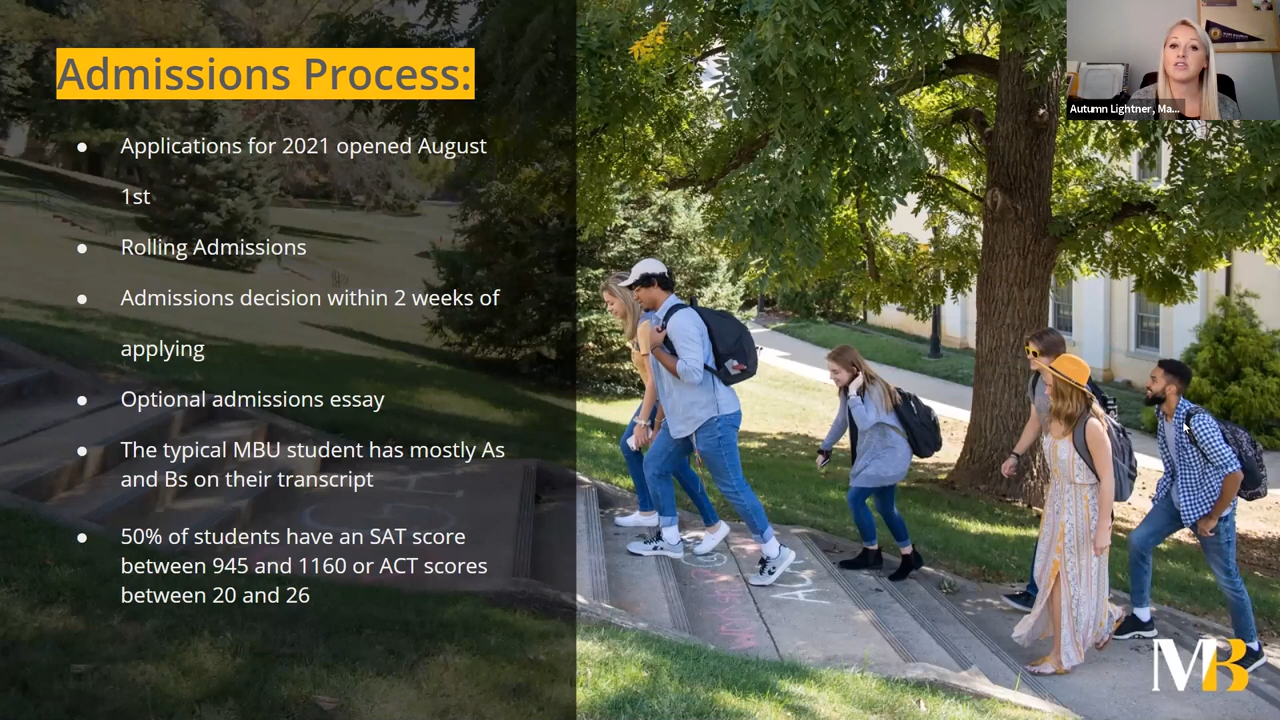 Admissions Process:
● Applications for 2021 opened August
1st
● Rolling Admissions
● Admissions decision within 2 weeks of
applying
● Optional admissions essay
● The typical MBU student has mostly As
and Bs on their transcript
● 50% of students have an SAT score
between 945 and 1160 or ACT scores
between 20 and 26
Autumn Lightner, Ma...
MB